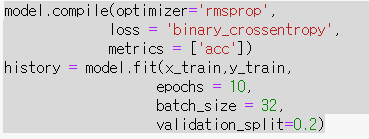 model.compile(optimizer='rmsprop',
              loss = 'binary_crossentropy',
              metrics = ['acc'])
history = model.fit(x_train,y_train,
                    epochs = 10,
                    batch_size = 32,
                    validation_split=0.2)